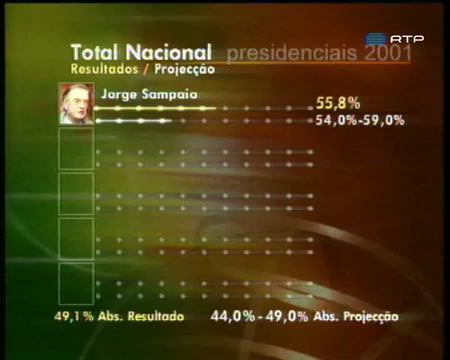 RTP
Total Nacional presidenciais 2001
Resultados / Projecção
Jorge Sampaio
55,8%
54,0%-59,0%
49,1% Abs. Resultado 44,0% - 49,0% Abs. Projecção